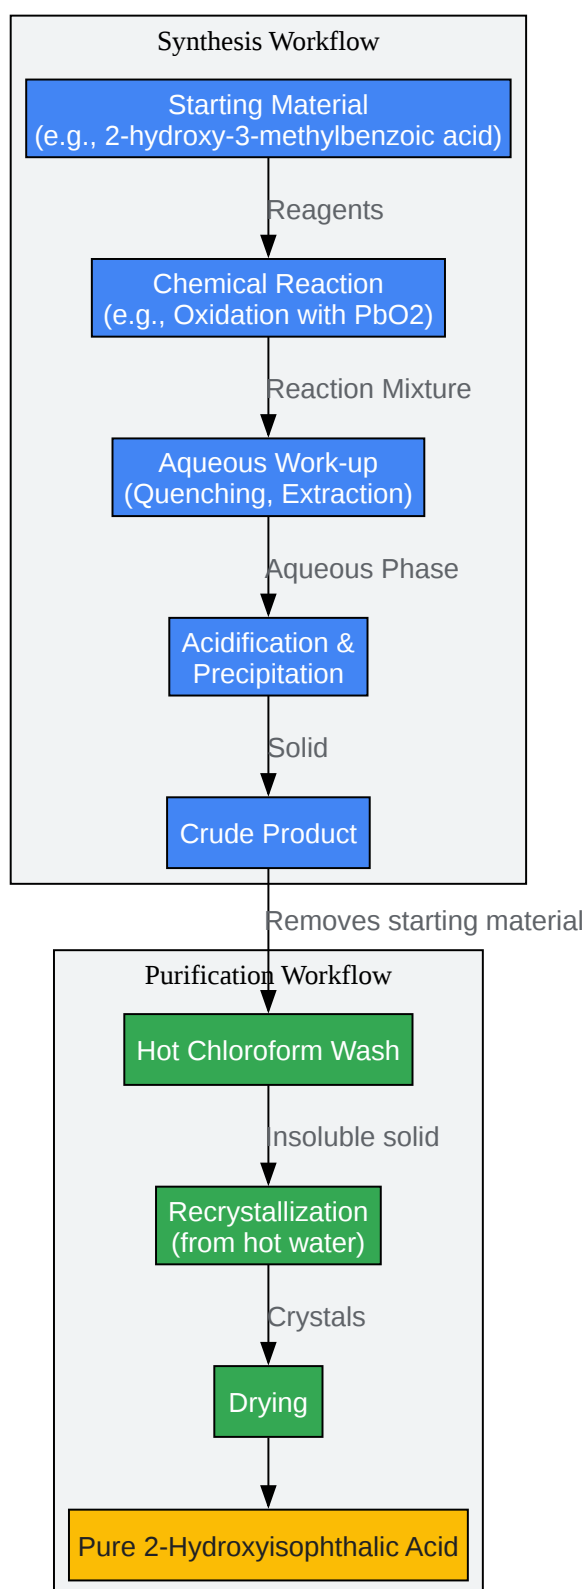 Synthesis Workflow
Starting Material
(e.g., 2-hydroxy-3-methylbenzoic acid)
Reagents
Chemical Reaction
(e.g., Oxidation with PbO2)
Reaction Mixture
Aqueous Work-up
(Quenching, Extraction)
Aqueous Phase
Acidification &
Precipitation
Solid
Crude Product
Removes starting material
Purification Workflow
Hot Chloroform Wash
Insoluble solid
Recrystallization
(from hot water)
Crystals
Drying
Pure 2-Hydroxyisophthalic Acid